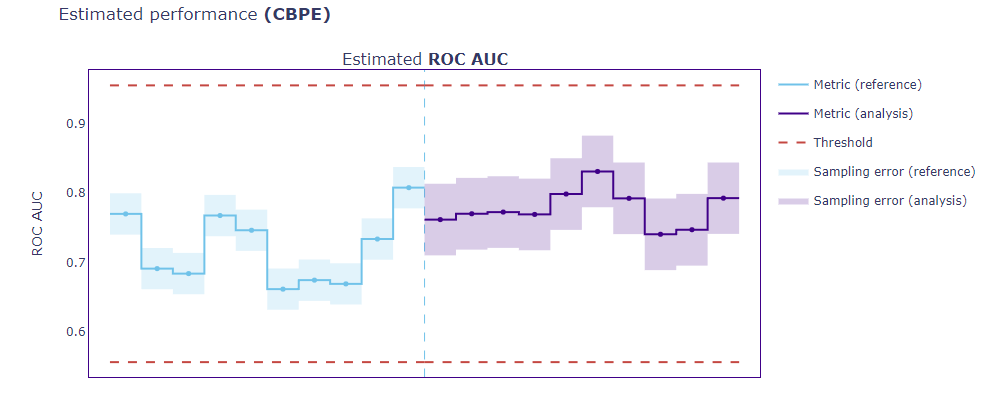 Estimated performance (CBPE)
Estimated ROC AUC
ROC AUC
0.9
0.8
0.7
0.6
Metric (reference)
Metric (analysis)
Threshold
Sampling error (reference)
Sampling error (analysis)